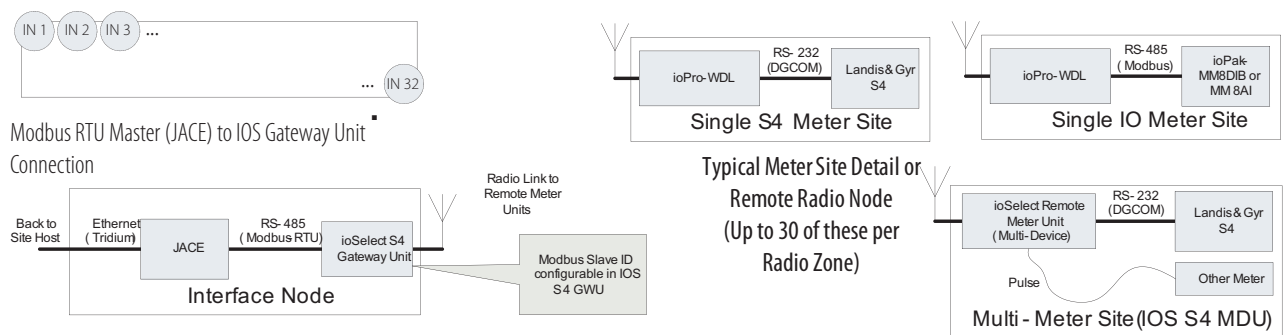 IN 1 IN 2 IN 3 ...
... IN 32
Modbus RTU Master (JACE) to IOS Gateway Unit
Connection
Back to
Site Host
Ethernet
( Tridium)
JACE
RS- 485
( Modbus RTU)
ioSelect S4
Gateway Unit
Interface Node
Radio Link to
Remote Meter
Units
Modbus Slave ID
configurable in IOS
S4 GWU
ioPro- WDL
RS- 232
(DGCOM)
Landis & Gyr
S4
Single S4 Meter Site
ioPro-WDL
RS- 485
( Modbus)
ioPak-
MM8DIB or
MM 8AI
Single IO Meter Site
Typical Meter Site Detail or
Remote Radio Node
(Up to 30 of these per
Radio Zone)
ioSelect Remote
Meter Unit
( Multi - Device)
RS- 232
(DGCOM)
Landis & Gyr
S4
Pulse
Other Meter
Multi - Meter Site (IOS S4 MDU)